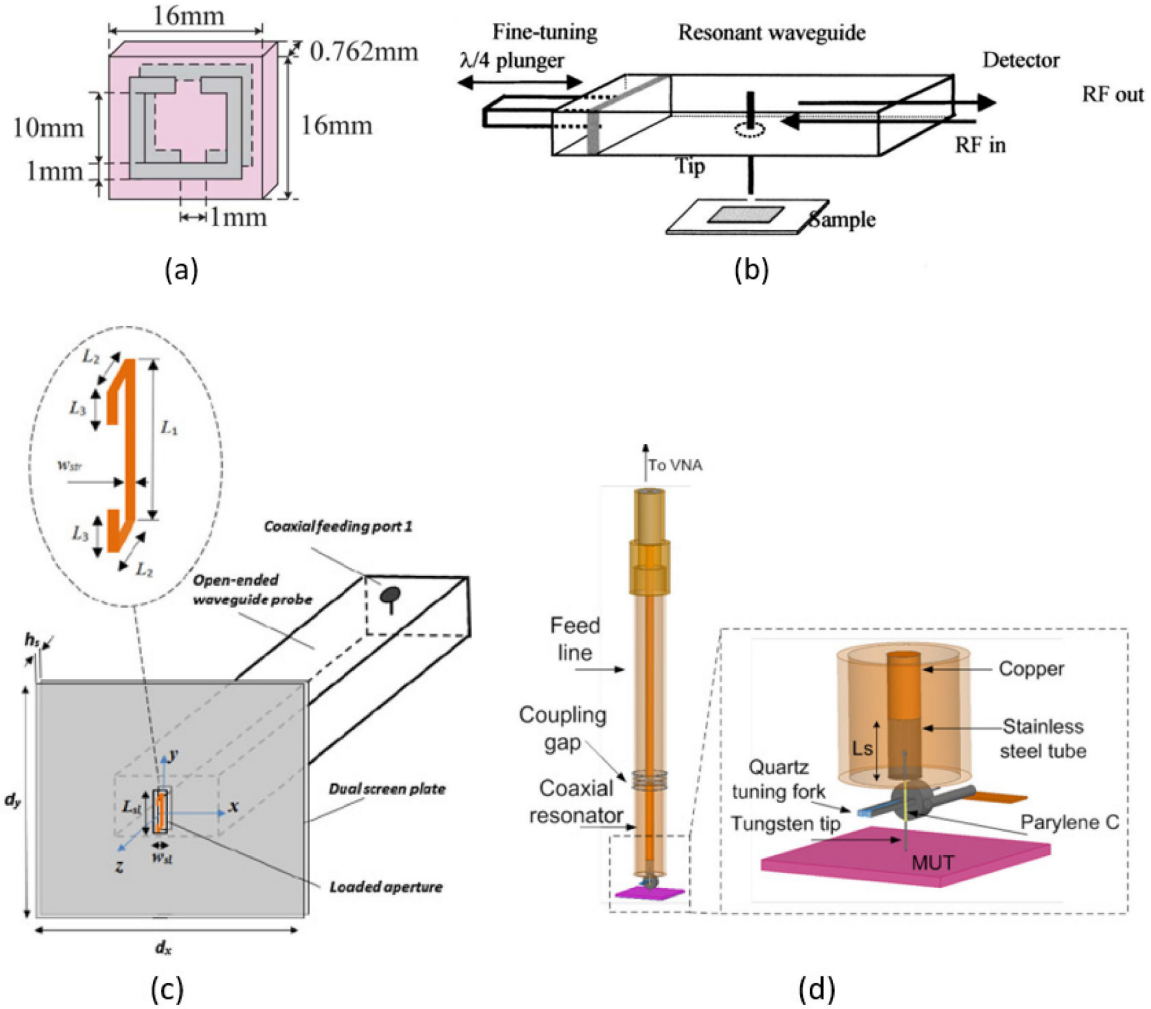 16mm
0.762mm
10mm
16mm
1mm
1mm
(a)
Fine-tuning
λ/4 plunger
Resonant waveguide
Detector
RF out
RF in
Tip
Sample
(b)
L2
L3
L1
wstr
L3
L2
Coaxial feeding port 1
Open-ended
waveguide probe
hs
y
dy
Lsl
x
Dual screen plate
wsl
z
Loaded aperture
dx
(c)
To VNA
Feed
line
Coupling
gap
Coaxial
resonator
Copper
Stainless
steel tube
Ls
Quartz
tuning fork
Tungsten tip
Parylene C
MUT
(d)